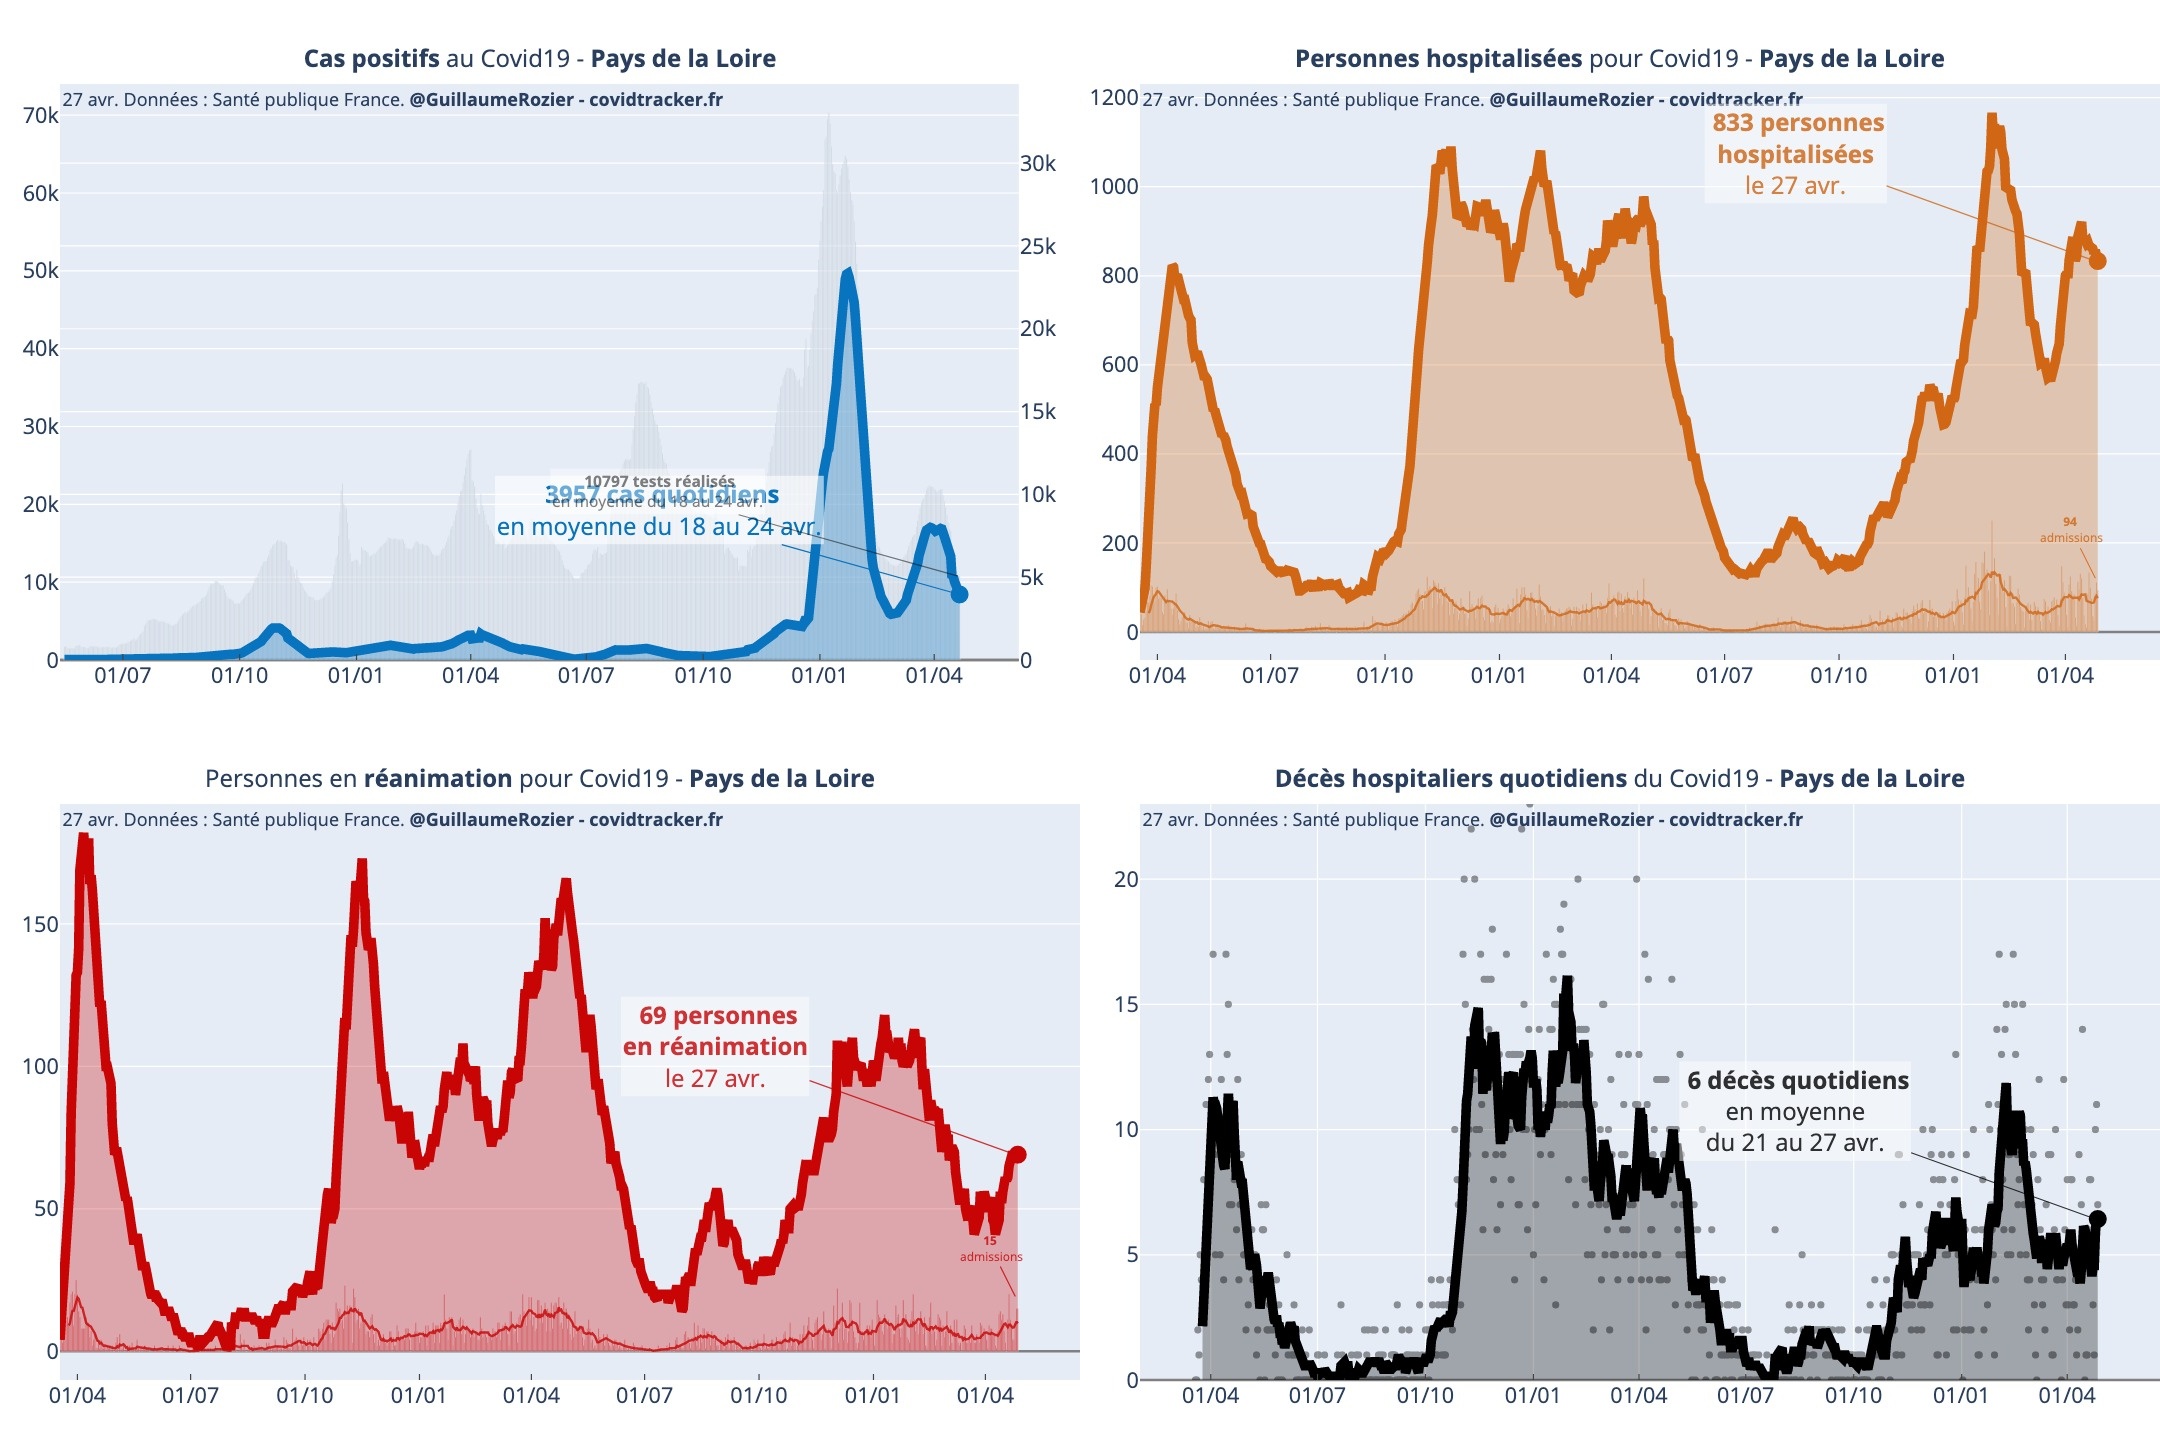 Cas positifs au Covid19 - Pays de la Loire
27 avr. Données : Santé publique France. @GuillaumeRozier - covidtracker.fr
70k
60k
50k
40k
30k
20k
10k
0
30k
25k
20k
15k
10k
5k
0
10797 tests réalisés
en moyenne du 18 au 24 avr.
3957 cas quotidiens
en moyenne du 18 au 24 avr.
01/07 01/10 01/01 01/04 01/07 01/10 01/01 01/04
Personnes hospitalisées pour Covid19 - Pays de la Loire
27 avr. Données : Santé publique France. @GuillaumeRozier - covidtracker.fr
1200
1000
800
600
400
200
0
833 personnes
hospitalisées
le 27 avr.
94
admissions
01/04 01/07 01/10 01/01 01/04 01/07 01/10 01/01 01/04
Personnes en réanimation pour Covid19 - Pays de la Loire
27 avr. Données : Santé publique France. @GuillaumeRozier - covidtracker.fr
150
100
50
0
69 personnes
en réanimation
le 27 avr.
15
admissions
01/04 01/07 01/10 01/01 01/04 01/07 01/10 01/01 01/04
Décès hospitaliers quotidiens du Covid19 - Pays de la Loire
27 avr. Données : Santé publique France. @GuillaumeRozier - covidtracker.fr
20
15
10
5
0
6 décès quotidiens
en moyenne
du 21 au 27 avr.
01/04 01/07 01/10 01/01 01/04 01/07 01/10 01/01 01/04